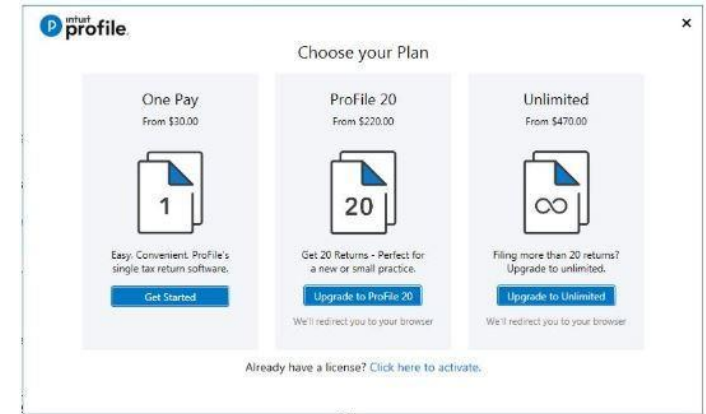 P intuit profile.
×
Choose your Plan
One Pay
From $30.00
1
Easy. Convenient. ProFile's
single tax return software.
Get Started
ProFile 20
From $220.00
20
Get 20 Returns - Perfect for
a new or small practice.
Upgrade to ProFile 20
We'll redirect you to your browser
Unlimited
From $470.00
∞
Filing more than 20 returns?
Upgrade to unlimited.
Upgrade to Unlimited
We'll redirect you to your browser
Already have a license? Click here to activate.